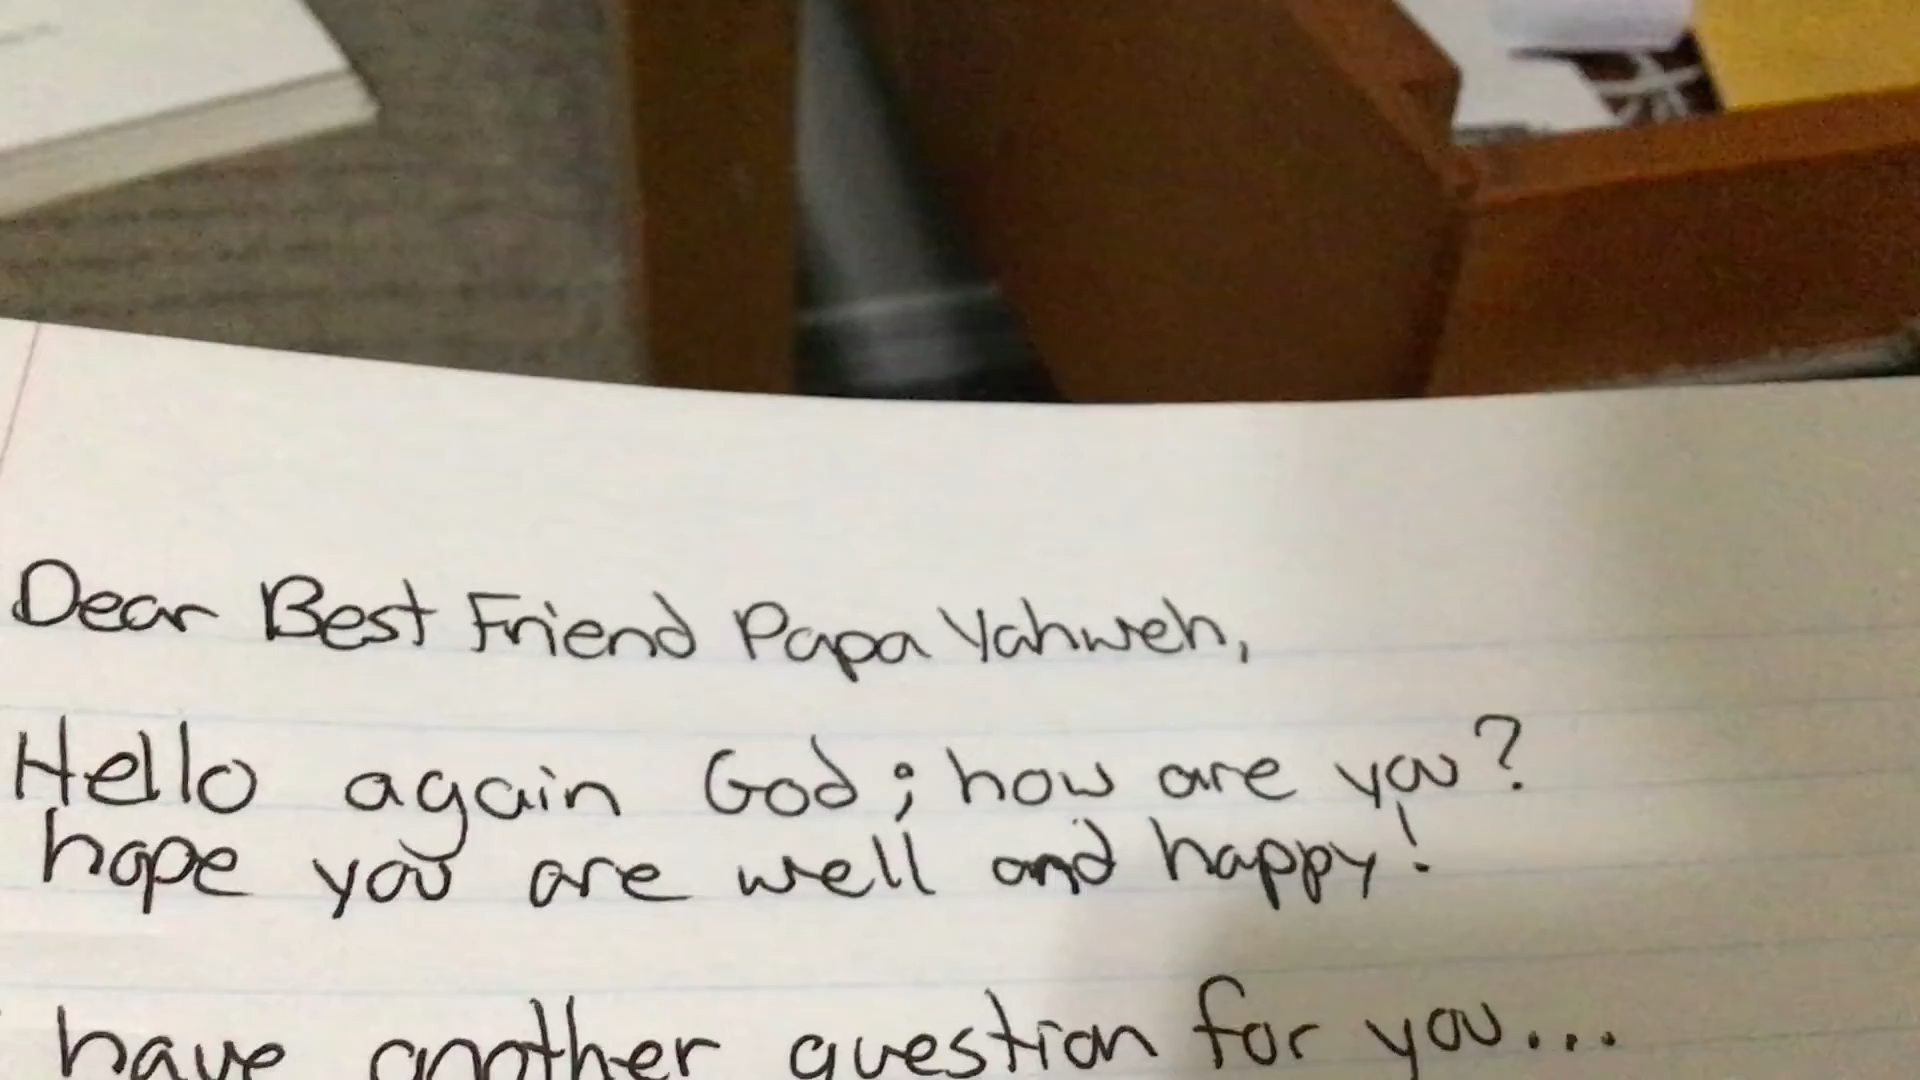 Dear Best Friend Papa Yahweh,
Hello again God; how are you?
hope you are well and happy!
have another question for you...